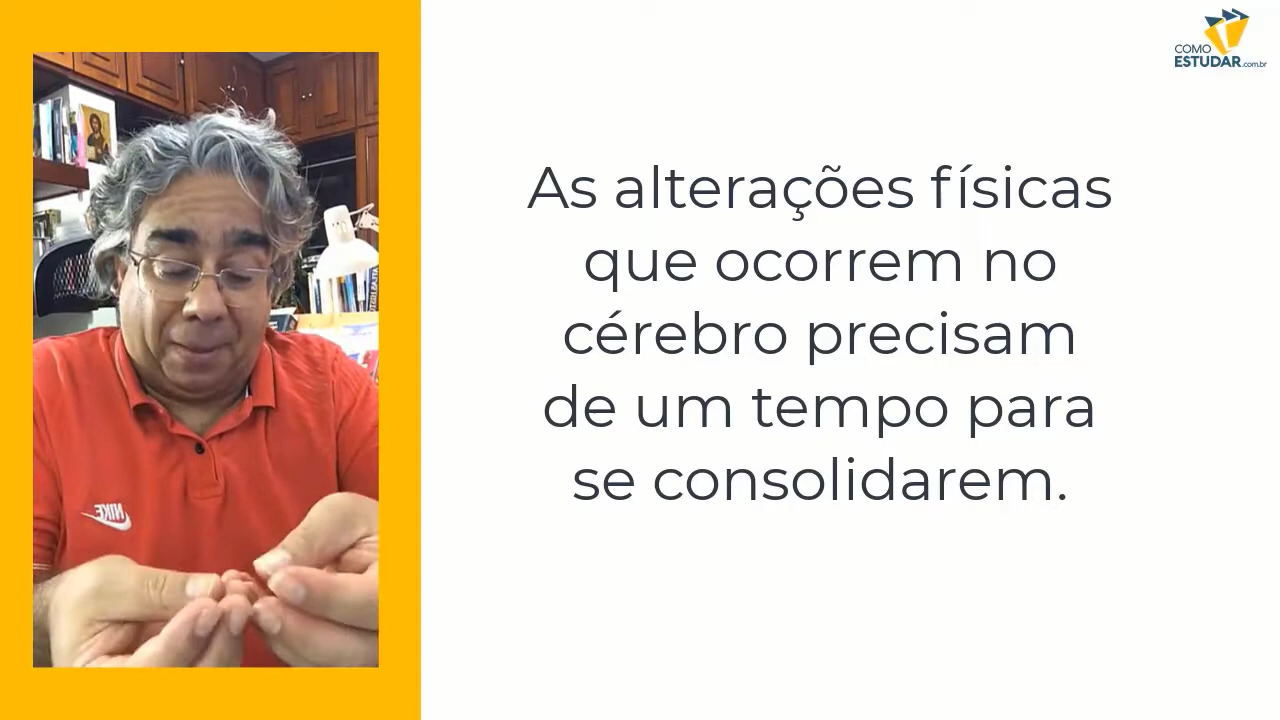 COMO
ESTUDAR.com.br
As alterações físicas
que ocorrem no
cérebro precisam
de um tempo para
se consolidarem.
NIKE